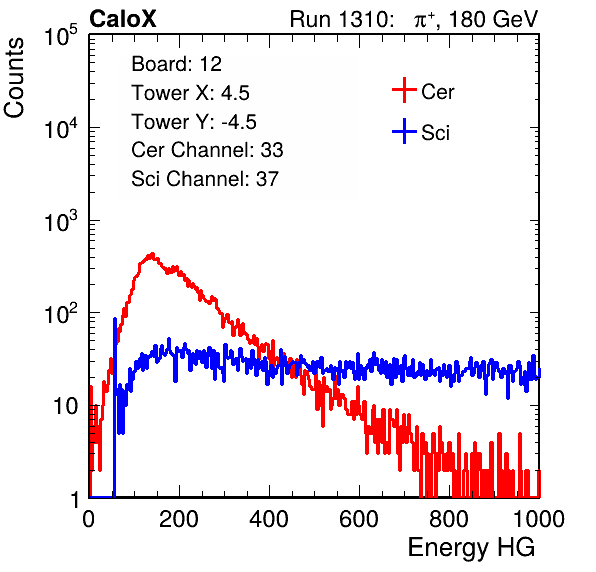 CaloX Run 1310: π⁺, 180 GeV
Counts
10⁵
10⁴
10³
10²
10
1
Board: 12
Tower X: 4.5
Tower Y: -4.5
Cer Channel: 33
Sci Channel: 37
Cer
Sci
0 200 400 600 800 1000
Energy HG